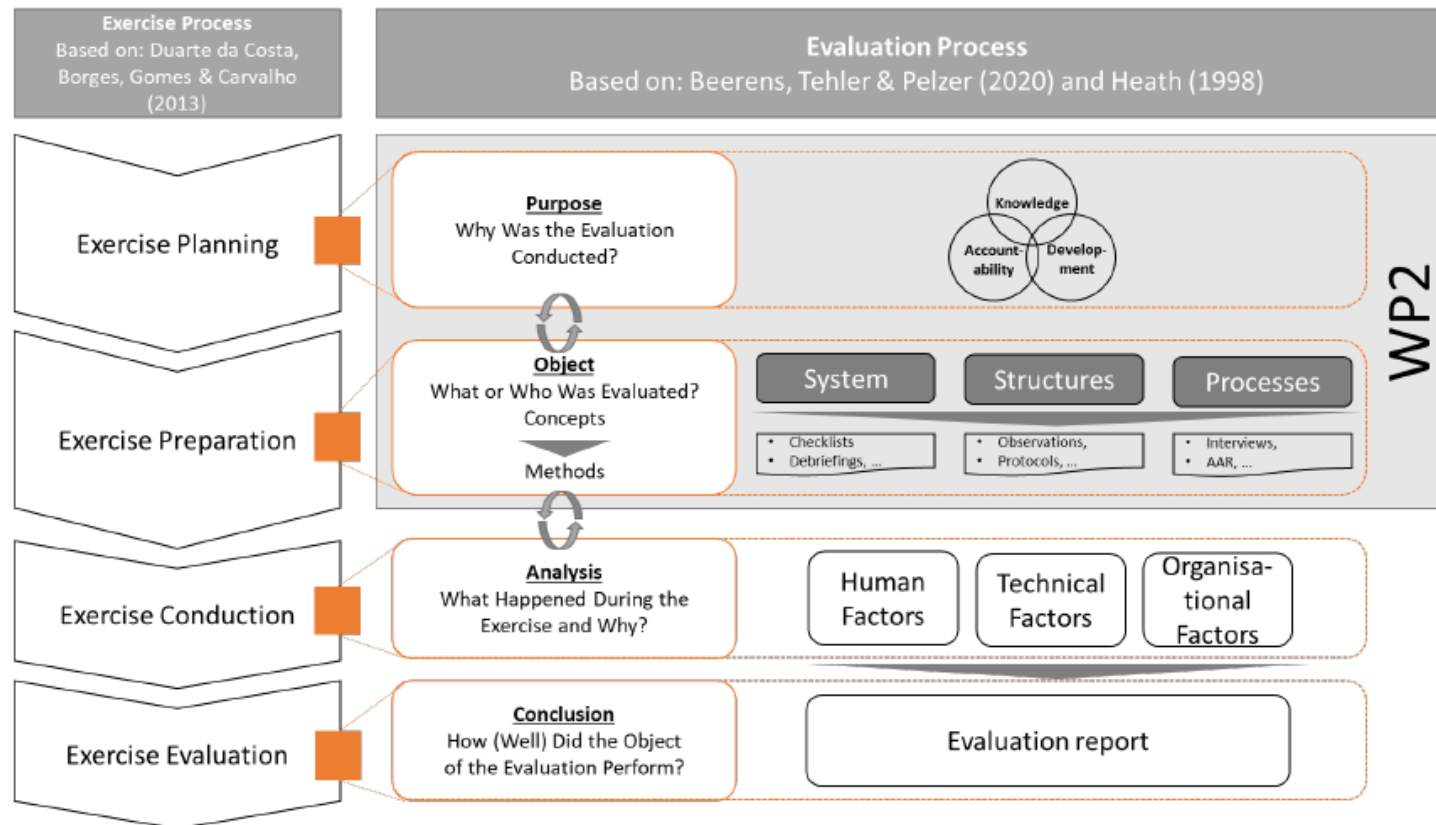 Exercise Process
Based on: Duarte da Costa,
Borges, Gomes & Carvalho
(2013)
Evaluation Process
Based on: Beerens, Tehler & Pelzer (2020) and Heath (1998)
Exercise Planning
Purpose
Why Was the Evaluation
Conducted?
Knowledge
Account-
ability
Develop-
ment
WP2
Exercise Preparation
Object
What or Who Was Evaluated?
Concepts
Methods
System
Structures
Processes
• Checklists
• Debriefings, ...
• Observations,
• Protocols, ...
• Interviews,
• AAR, ...
Exercise Conduction
Analysis
What Happened During the
Exercise and Why?
Human
Factors
Technical
Factors
Organisa-
tional
Factors
Exercise Evaluation
Conclusion
How (Well) Did the Object
of the Evaluation Perform?
Evaluation report